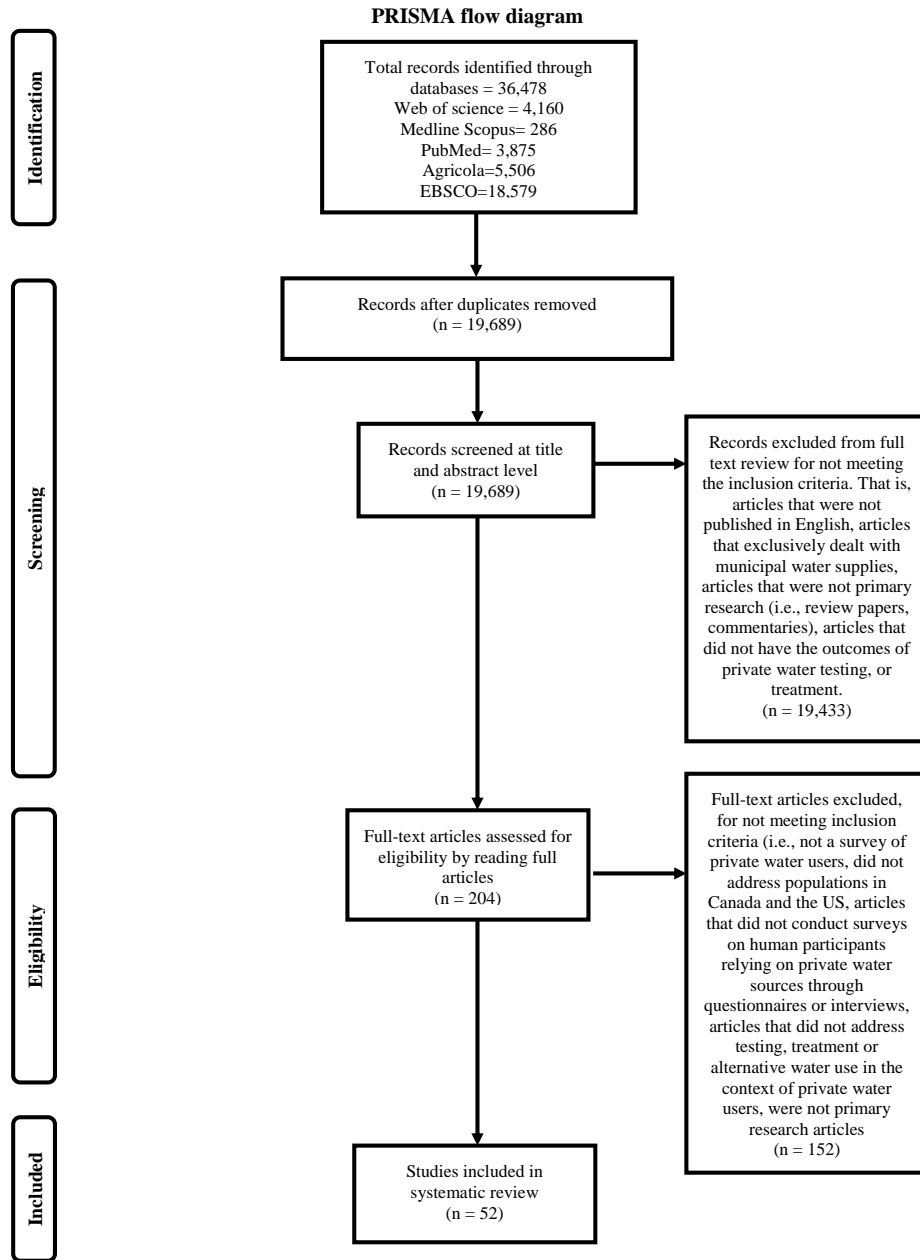 PRISMA flow diagram
Identification
Total records identified through
databases = 36,478
Web of science = 4,160
Medline Scopus= 286
PubMed= 3,875
Agricola=5,506
EBSCO=18,579
Screening
Records after duplicates removed
(n = 19,689)
Records screened at title
and abstract level
(n = 19,689)
Records excluded from full
text review for not meeting
the inclusion criteria. That is,
articles that were not
published in English, articles
that exclusively dealt with
municipal water supplies,
articles that were not primary
research (i.e., review papers,
commentaries), articles that
did not have the outcomes of
private water testing, or
treatment.
(n = 19,433)
Eligibility
Full-text articles assessed for
eligibility by reading full
articles
(n = 204)
Full-text articles excluded,
for not meeting inclusion
criteria (i.e., not a survey of
private water users, did not
address populations in
Canada and the US, articles
that did not conduct surveys
on human participants
relying on private water
sources through
questionnaires or interviews,
articles that did not address
testing, treatment or
alternative water use in the
context of private water
users, were not primary
research articles
(n = 152)
Included
Studies included in
systematic review
(n = 52)